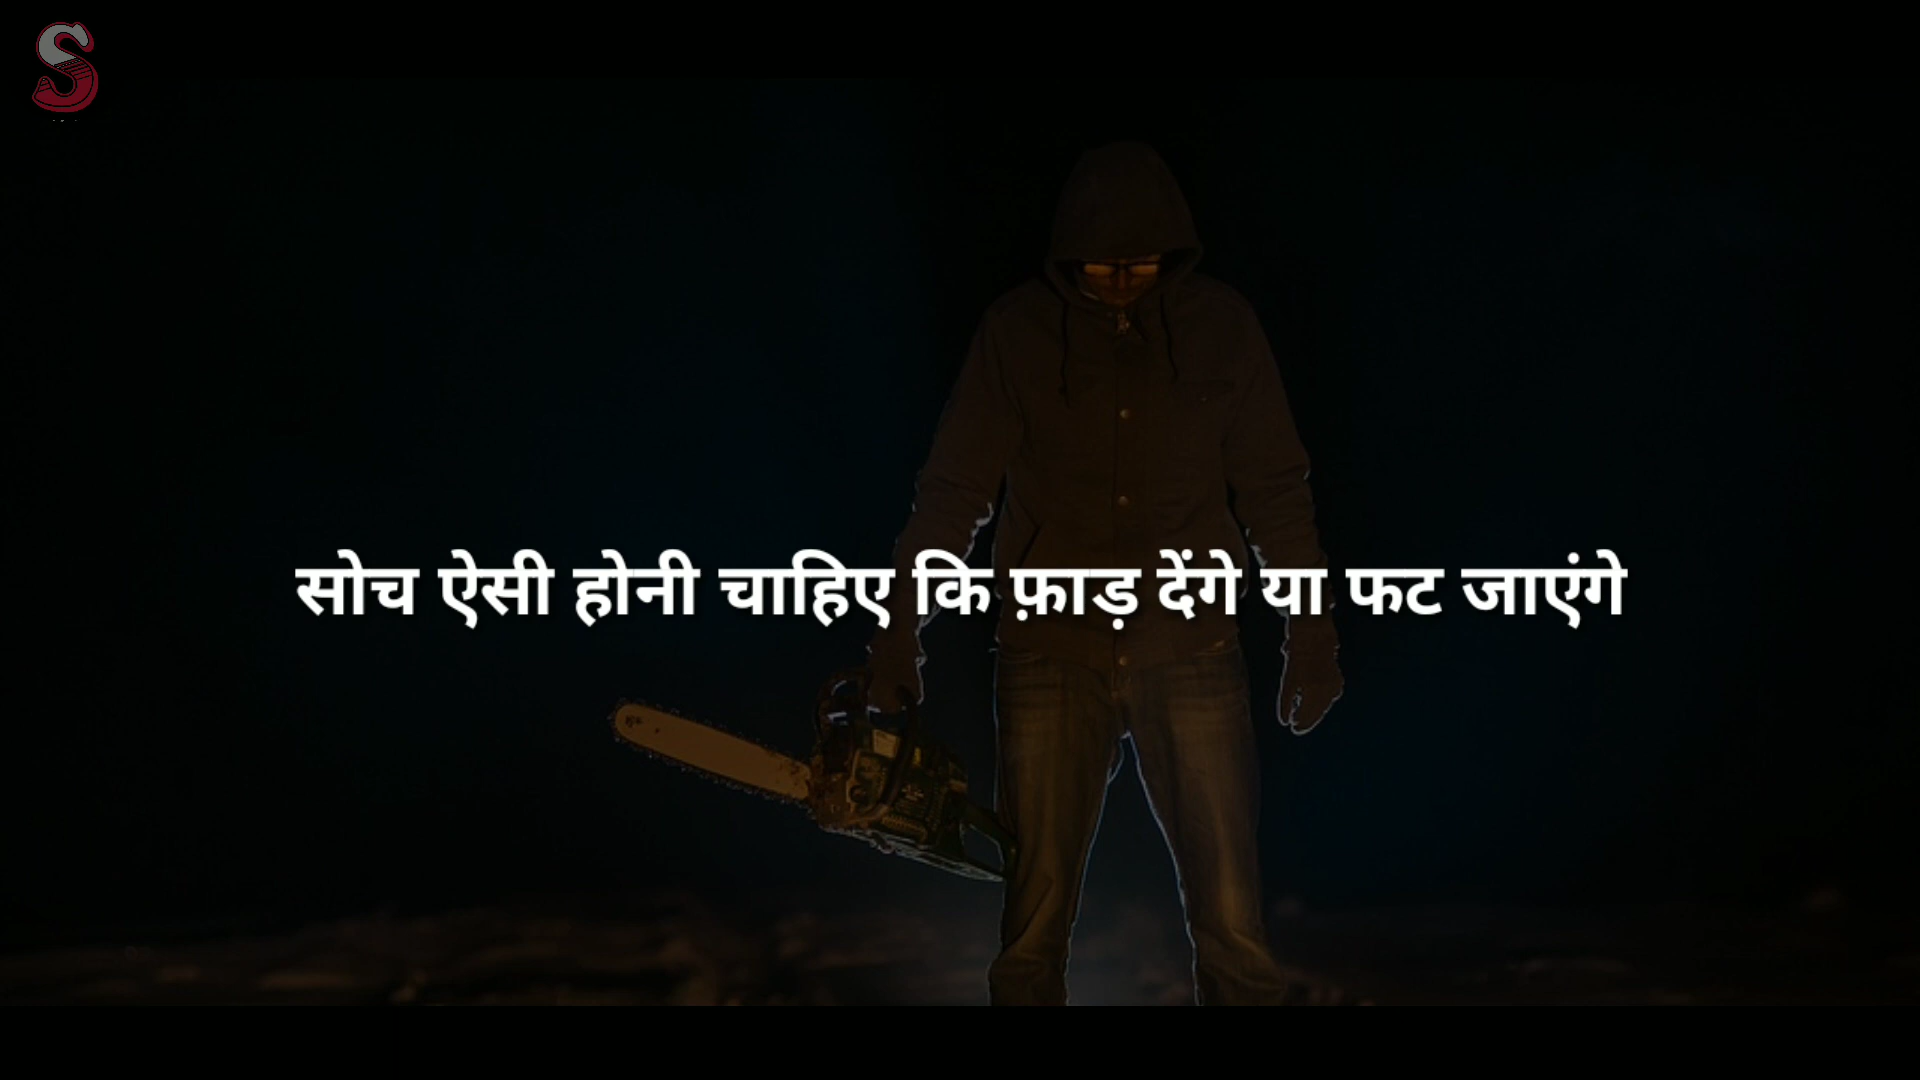 S
सोच ऐसी होनी चाहिए कि फ़ाड़ देंगे या फट जाएंगे